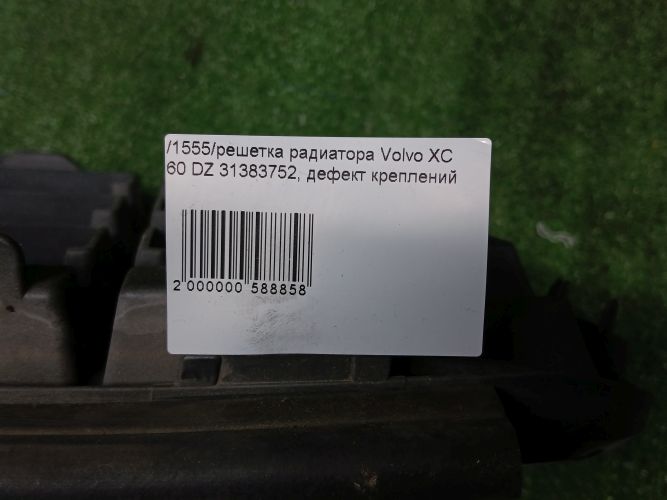 /1555/решетка радиатора Volvo XC
60 DZ 31383752, дефект креплений
2 000000 588858